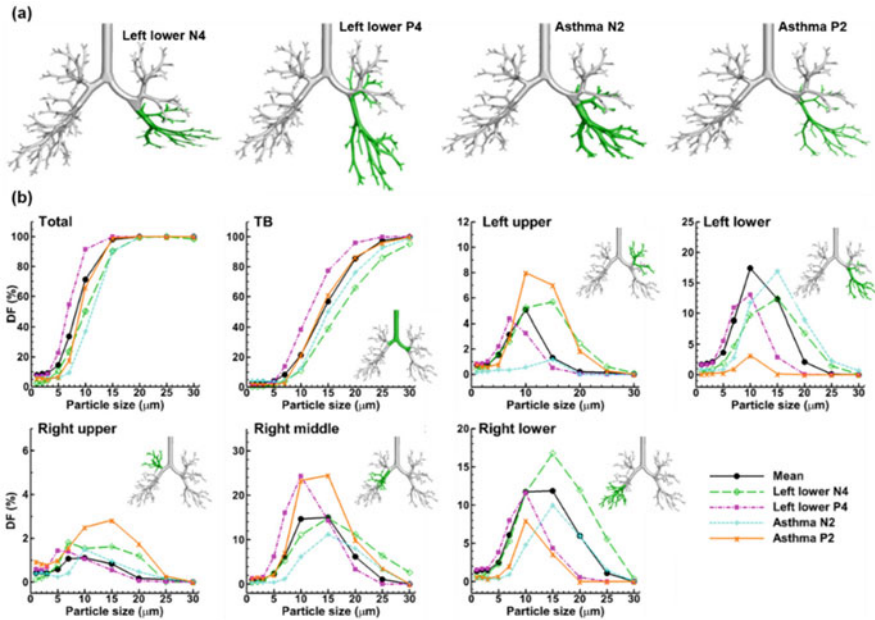 (a)
Left lower N4
Left lower P4
Asthma N2
Asthma P2
(b)
Total
DF (%)
100
80
60
40
20
0
0 5 10 15 20 25 30
Particle size (μm)
TB
100
80
60
40
20
0
0 5 10 15 20 25 30
Particle size (μm)
Left upper
12
10
8
6
4
2
0
0 5 10 15 20 25 30
Particle size (μm)
Left lower
25
20
15
10
5
0
0 5 10 15 20 25 30
Particle size (μm)
Right upper
DF (%)
6
4
2
0
0 5 10 15 20 25 30
Particle size (μm)
Right middle
30
20
10
0
0 5 10 15 20 25 30
Particle size (μm)
Right lower
20
15
10
5
0
0 5 10 15 20 25 30
Particle size (μm)
Mean
Left lower N4
Left lower P4
Asthma N2
Asthma P2